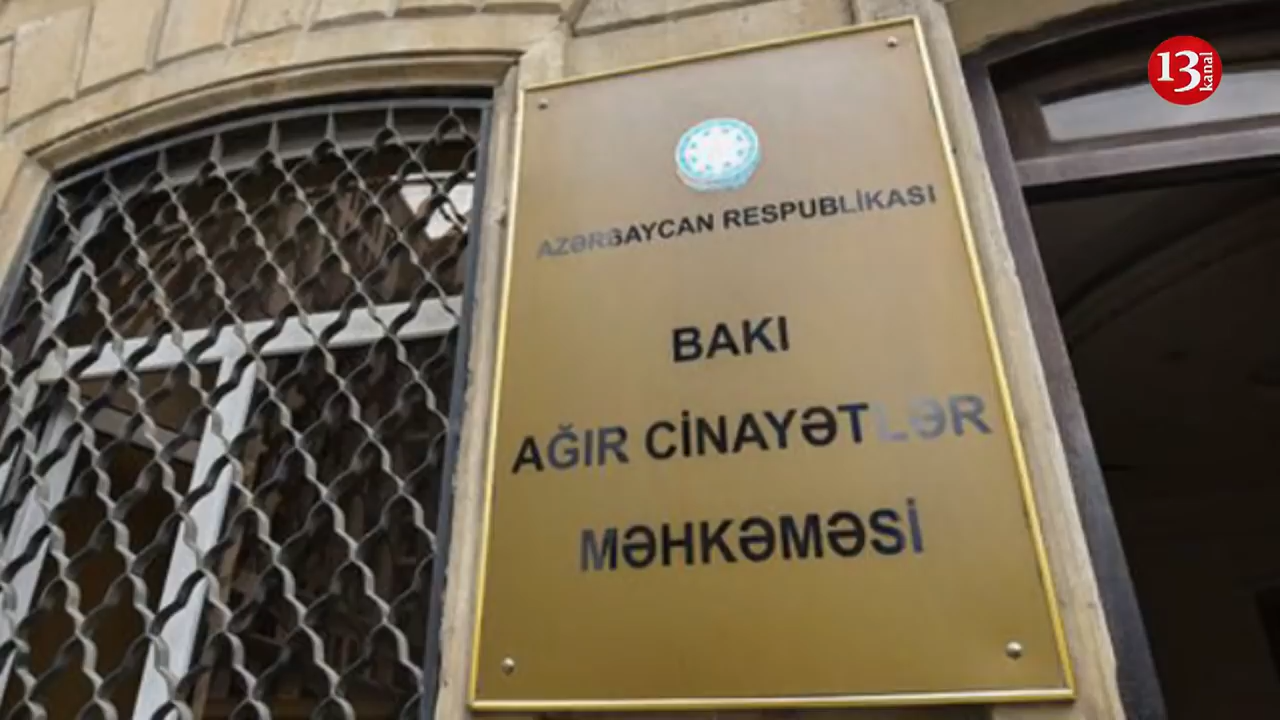 13
kanal
AZƏRBAYCAN RESPUBLİKASI
BAKI
AĞIR CİNAYƏTLƏR
MƏHKƏMƏSİ